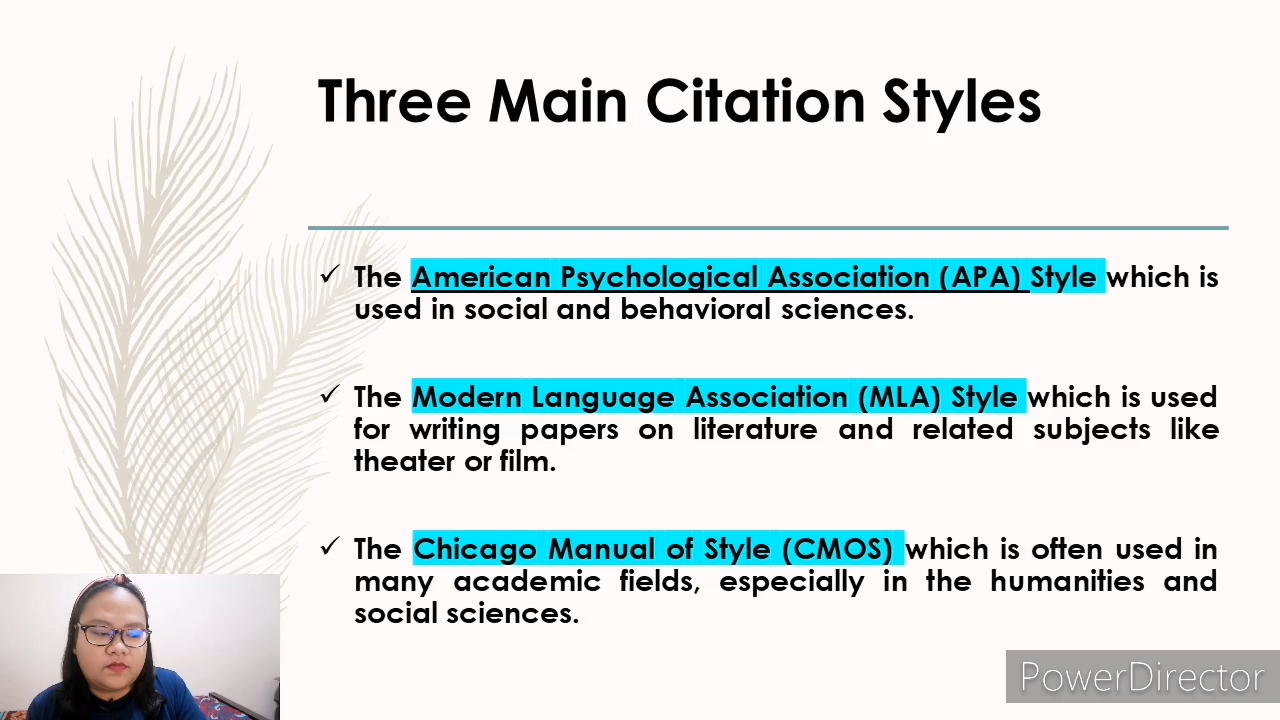 Three Main Citation Styles
✓ The American Psychological Association (APA) Style which is
used in social and behavioral sciences.
✓ The Modern Language Association (MLA) Style which is used
for writing papers on literature and related subjects like
theater or film.
✓ The Chicago Manual of Style (CMOS) which is often used in
many academic fields, especially in the humanities and
social sciences.
PowerDirector